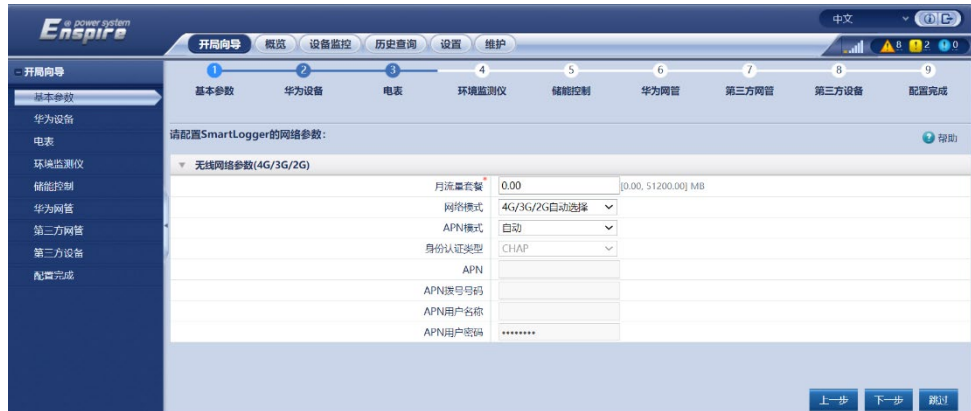 e power system
Enspire
中文
开局向导 概览 设备监控 历史查询 设置 维护
8 2 0
开局向导
基本参数
华为设备
电表
环境监测仪
储能控制
华为网管
第三方网管
第三方设备
配置完成
1 2 3 4 5 6 7 8 9
基本参数 华为设备 电表 环境监测仪 储能控制 华为网管 第三方网管 第三方设备 配置完成
请配置SmartLogger的网络参数：
帮助
无线网络参数(4G/3G/2G)
月流量套餐* 0.00 [0.00, 51200.00] MB
网络模式 4G/3G/2G自动选择
APN模式 自动
身份认证类型 CHAP
APN
APN拨号号码
APN用户名称
APN用户密码 ••••••••
上一步 下一步 跳过